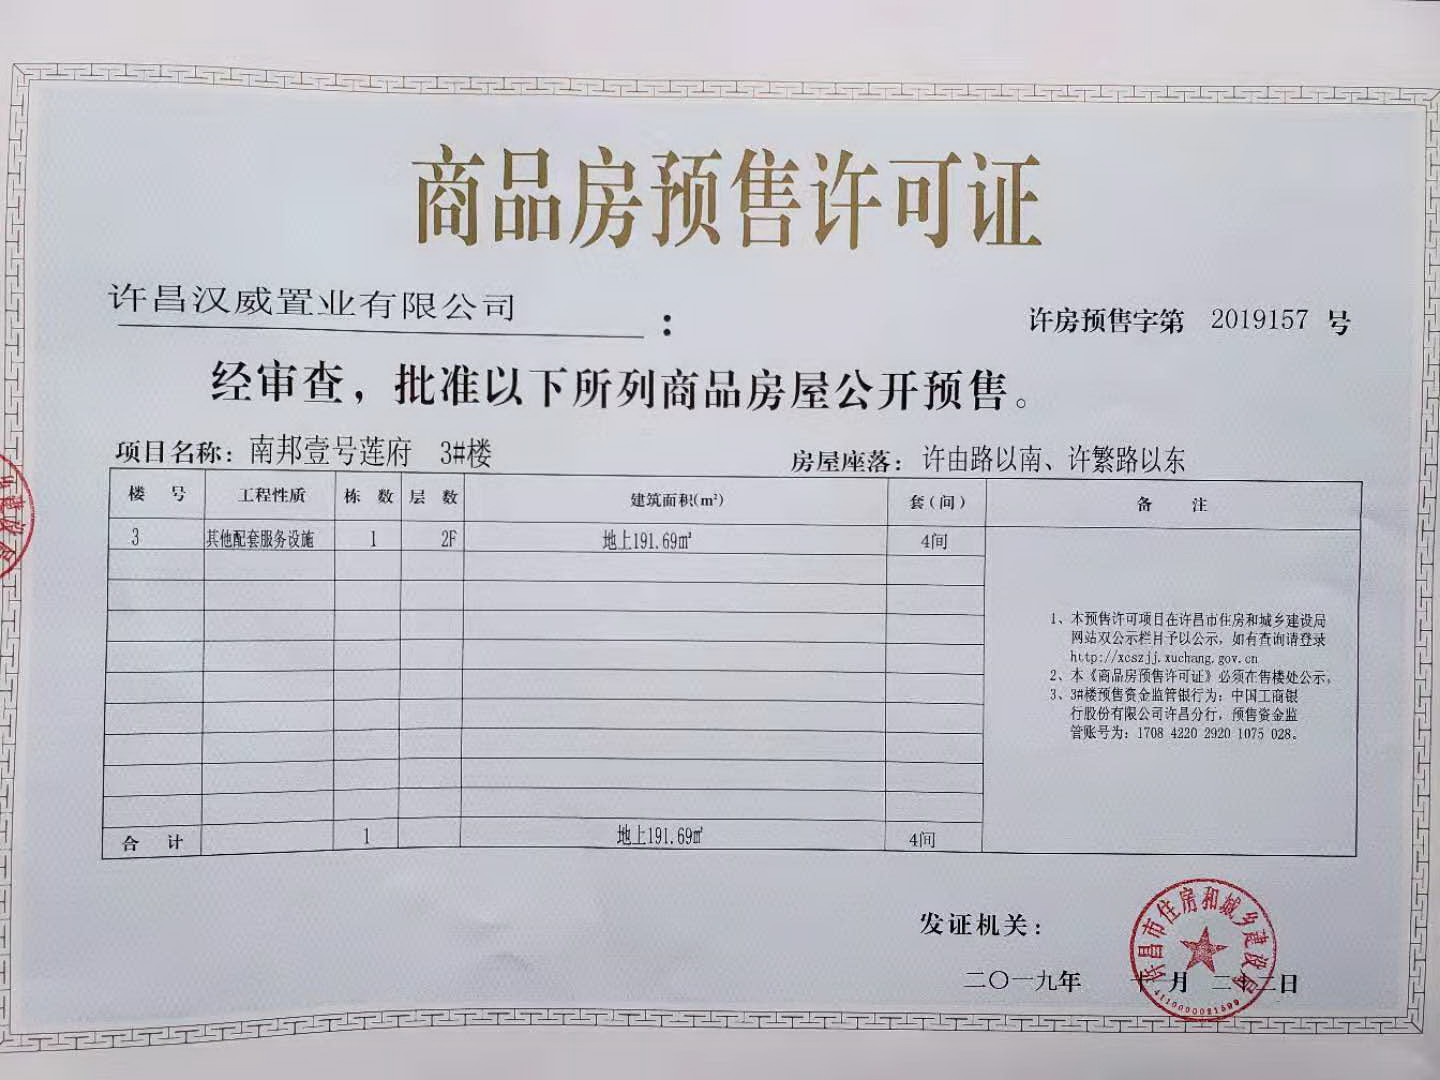 商品房预售许可证
许昌汉威置业有限公司 :
许房预售字第 2019157 号
经审查，批准以下所列商品房屋公开预售。
项目名称：南邦壹号莲府 3#楼
房屋座落：许由路以南、许繁路以东
楼号 工程性质 栋数 层数 建筑面积(m²) 套(间) 备注
3 其他配套服务设施 1 2F 地上191.69㎡ 4间
1、本预售许可项目在许昌市住房和城乡建设局
网站双公示栏目予以公示，如有查询请登录
http://xcszjj.xuchang.gov.cn
2、本《商品房预售许可证》必须在售楼处公示，
3、3#楼预售资金监管银行为：中国工商银
行股份有限公司许昌分行，预售资金监
管账号为：1708 4220 2920 1075 028。
合计 1 地上191.69㎡ 4间
发证机关：
许昌市住房和城乡建设局
二〇一九年 十一月 二十二日